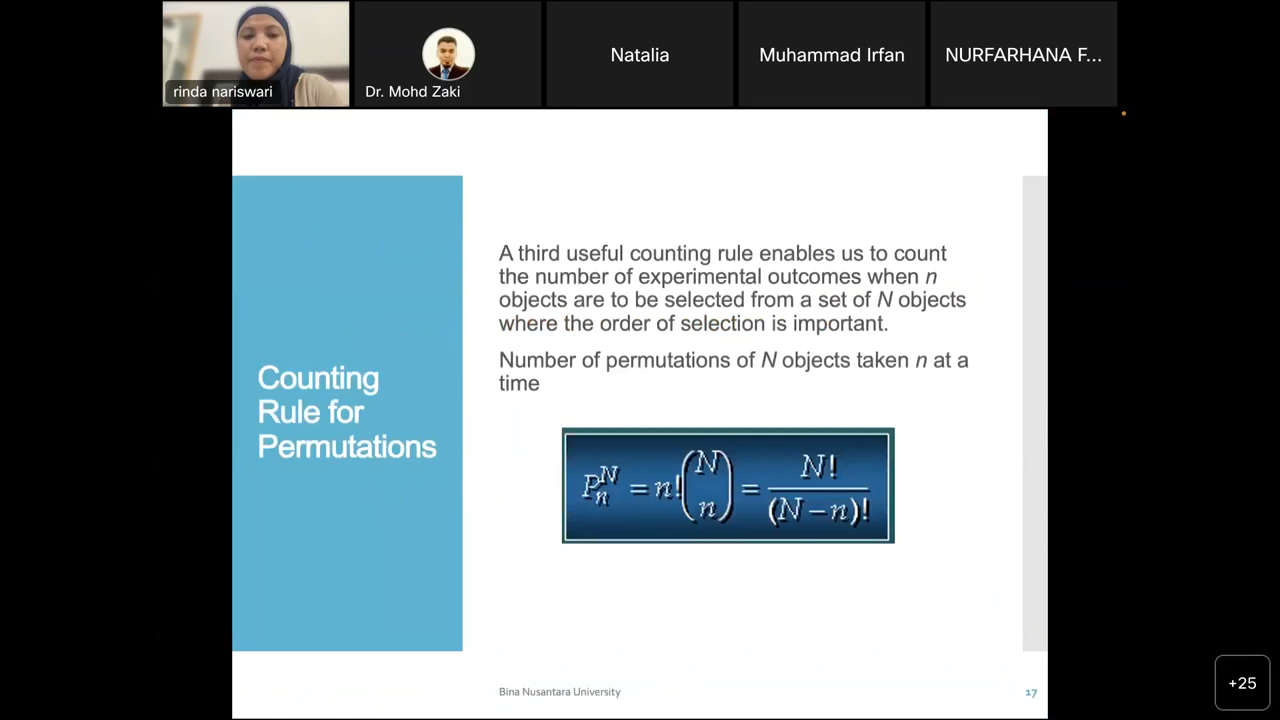 rinda nariswari
Dr. Mohd Zaki
Natalia
Muhammad Irfan
NURFARHANA F...
Counting
Rule for
Permutations
A third useful counting rule enables us to count
the number of experimental outcomes when n
objects are to be selected from a set of N objects
where the order of selection is important.
Number of permutations of N objects taken n at a
time
P_n^N = n! (N n) = N! / (N − n)!
Bina Nusantara University
17
+25